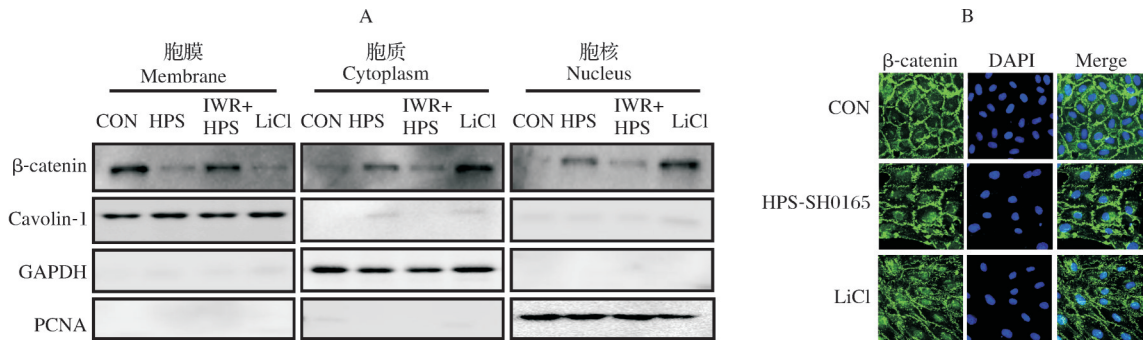 A
胞膜
Membrane
胞质
Cytoplasm
胞核
Nucleus
CON HPS IWR+HPS LiCl
CON HPS IWR+HPS LiCl
CON HPS IWR+HPS LiCl
β-catenin
Cavolin-1
GAPDH
PCNA
B
β-catenin DAPI Merge
CON
HPS-SH0165
LiCl